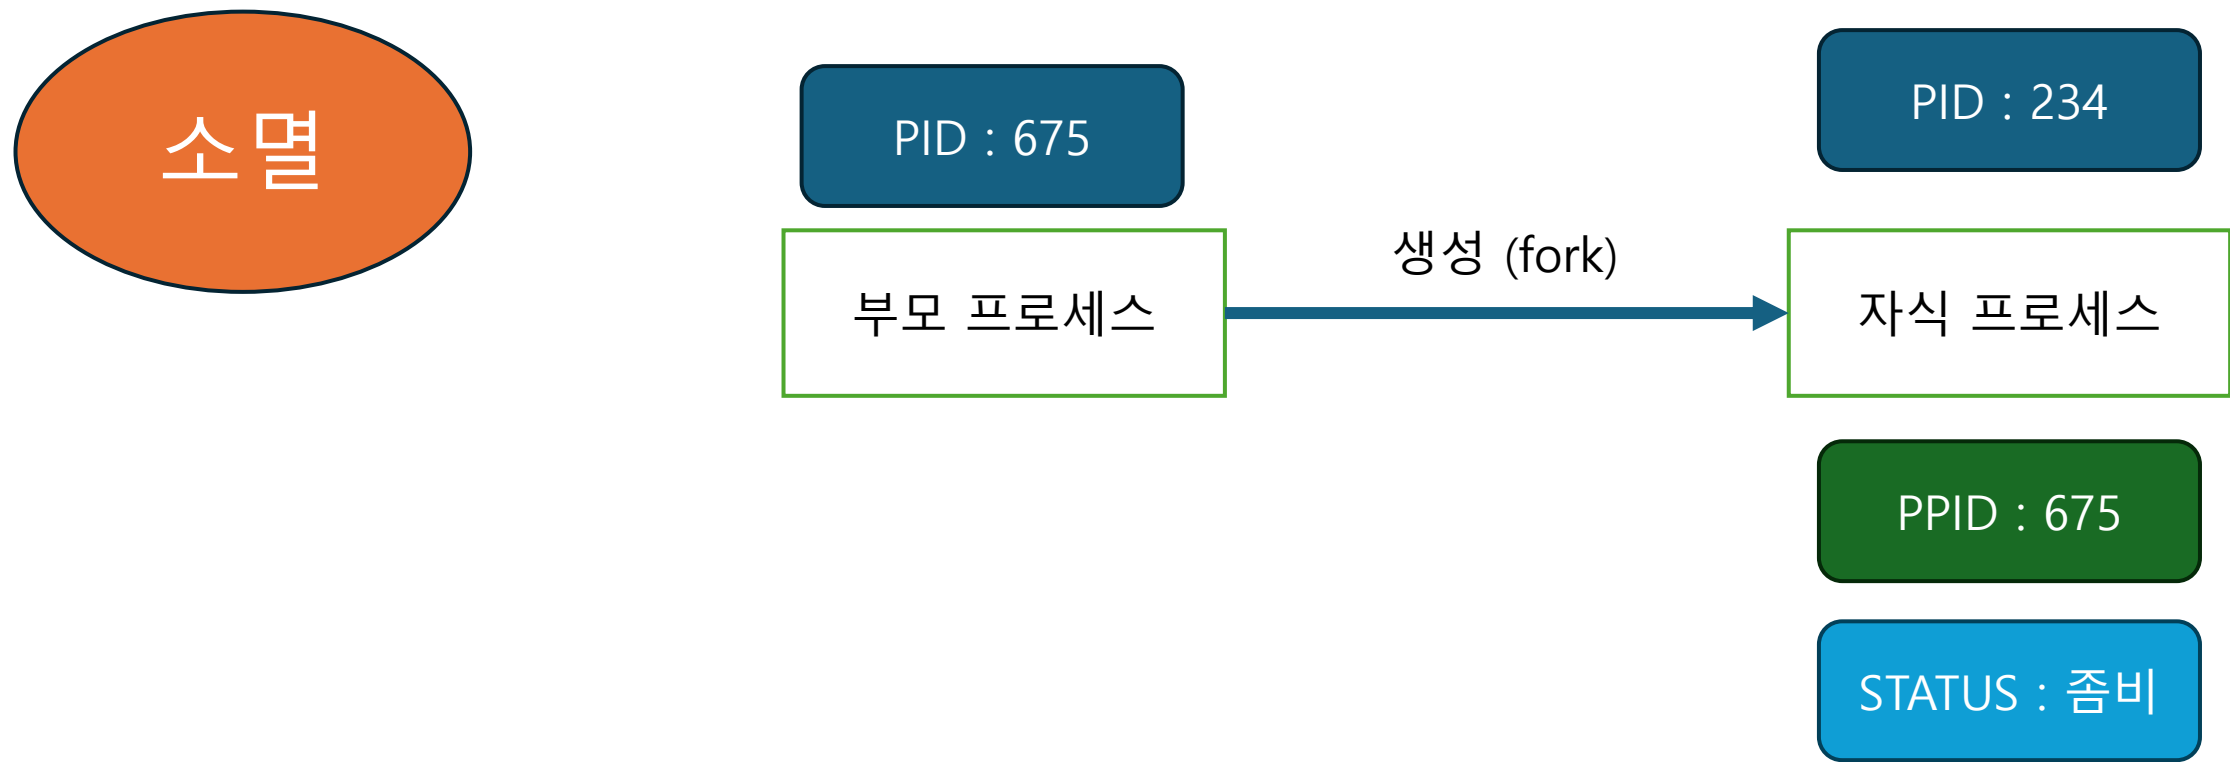 소멸
PID : 675
PID : 234
부모 프로세스
생성 (fork)
자식 프로세스
PPID : 675
STATUS : 좀비